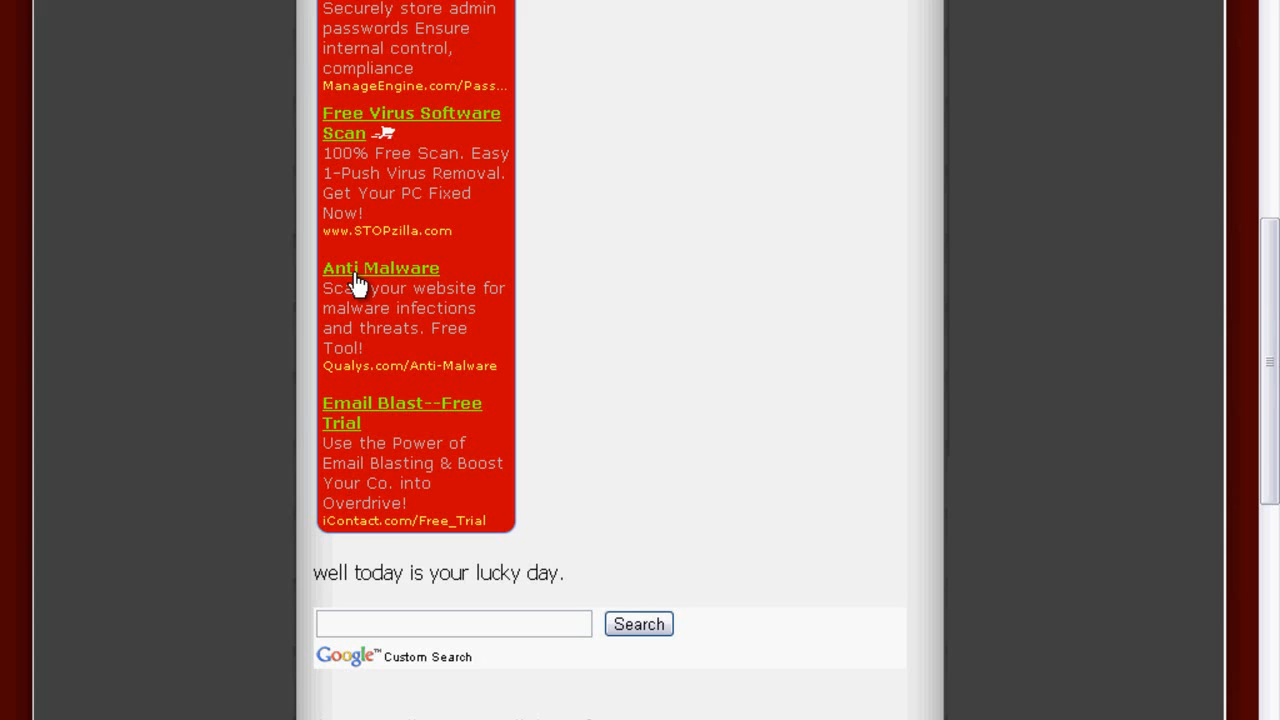 Securely store admin
passwords Ensure
internal control,
compliance
ManageEngine.com/Pass...
Free Virus Software
Scan
100% Free Scan. Easy
1-Push Virus Removal.
Get Your PC Fixed
Now!
www.STOPzilla.com
Anti Malware
Scan your website for
malware infections
and threats. Free
Tool!
Qualys.com/Anti-Malware
Email Blast--Free
Trial
Use the Power of
Email Blasting & Boost
Your Co. into
Overdrive!
iContact.com/Free_Trial
well today is your lucky day.
Search
Google™ Custom Search